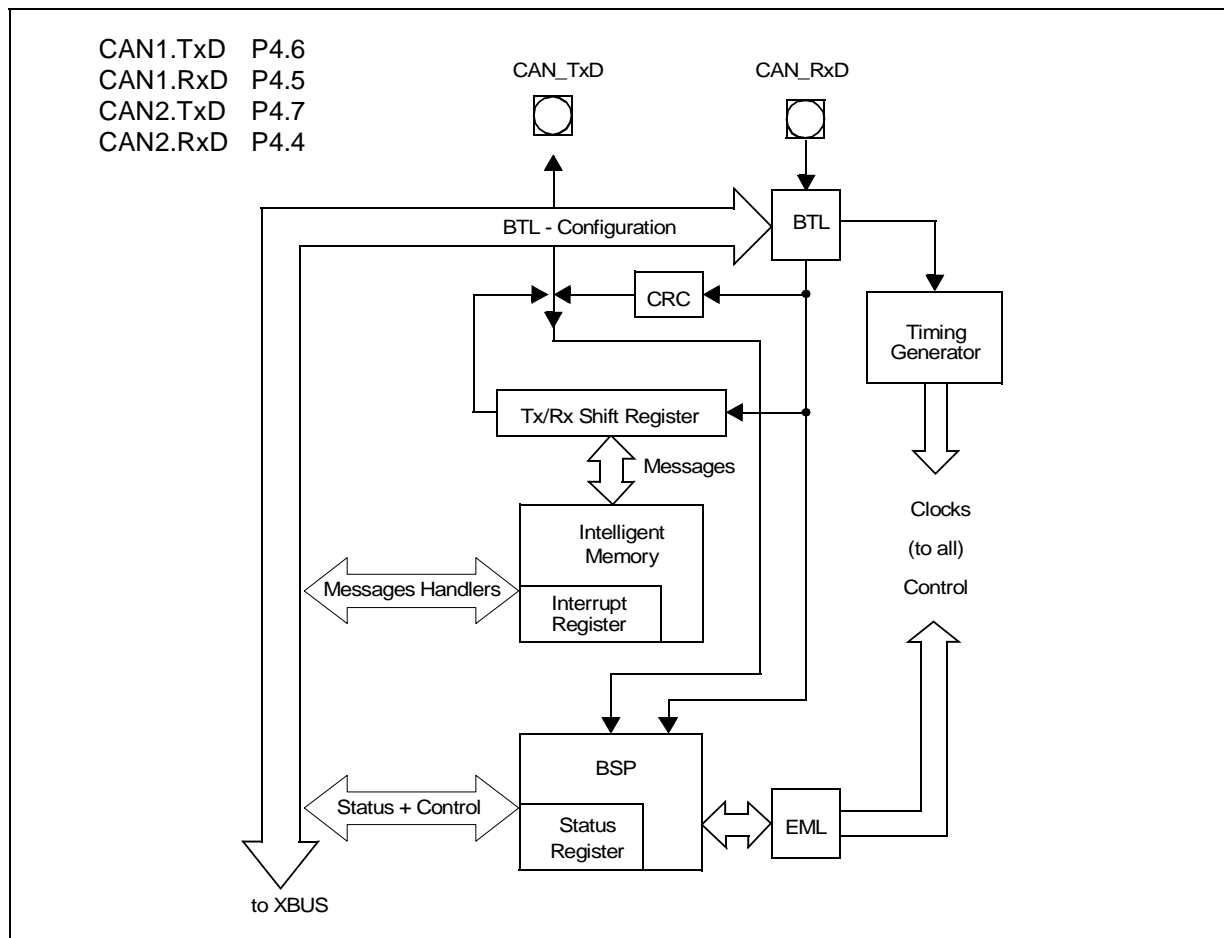 CAN1.TxD P4.6
CAN1.RxD P4.5
CAN2.TxD P4.7
CAN2.RxD P4.4
CAN_TxD
CAN_RxD
BTL - Configuration
BTL
CRC
Timing
Generator
Tx/Rx Shift Register
Messages
Intelligent
Memory
Clocks
(to all)
Control
Messages Handlers
Interrupt
Register
BSP
Status + Control
Status
Register
EML
to XBUS